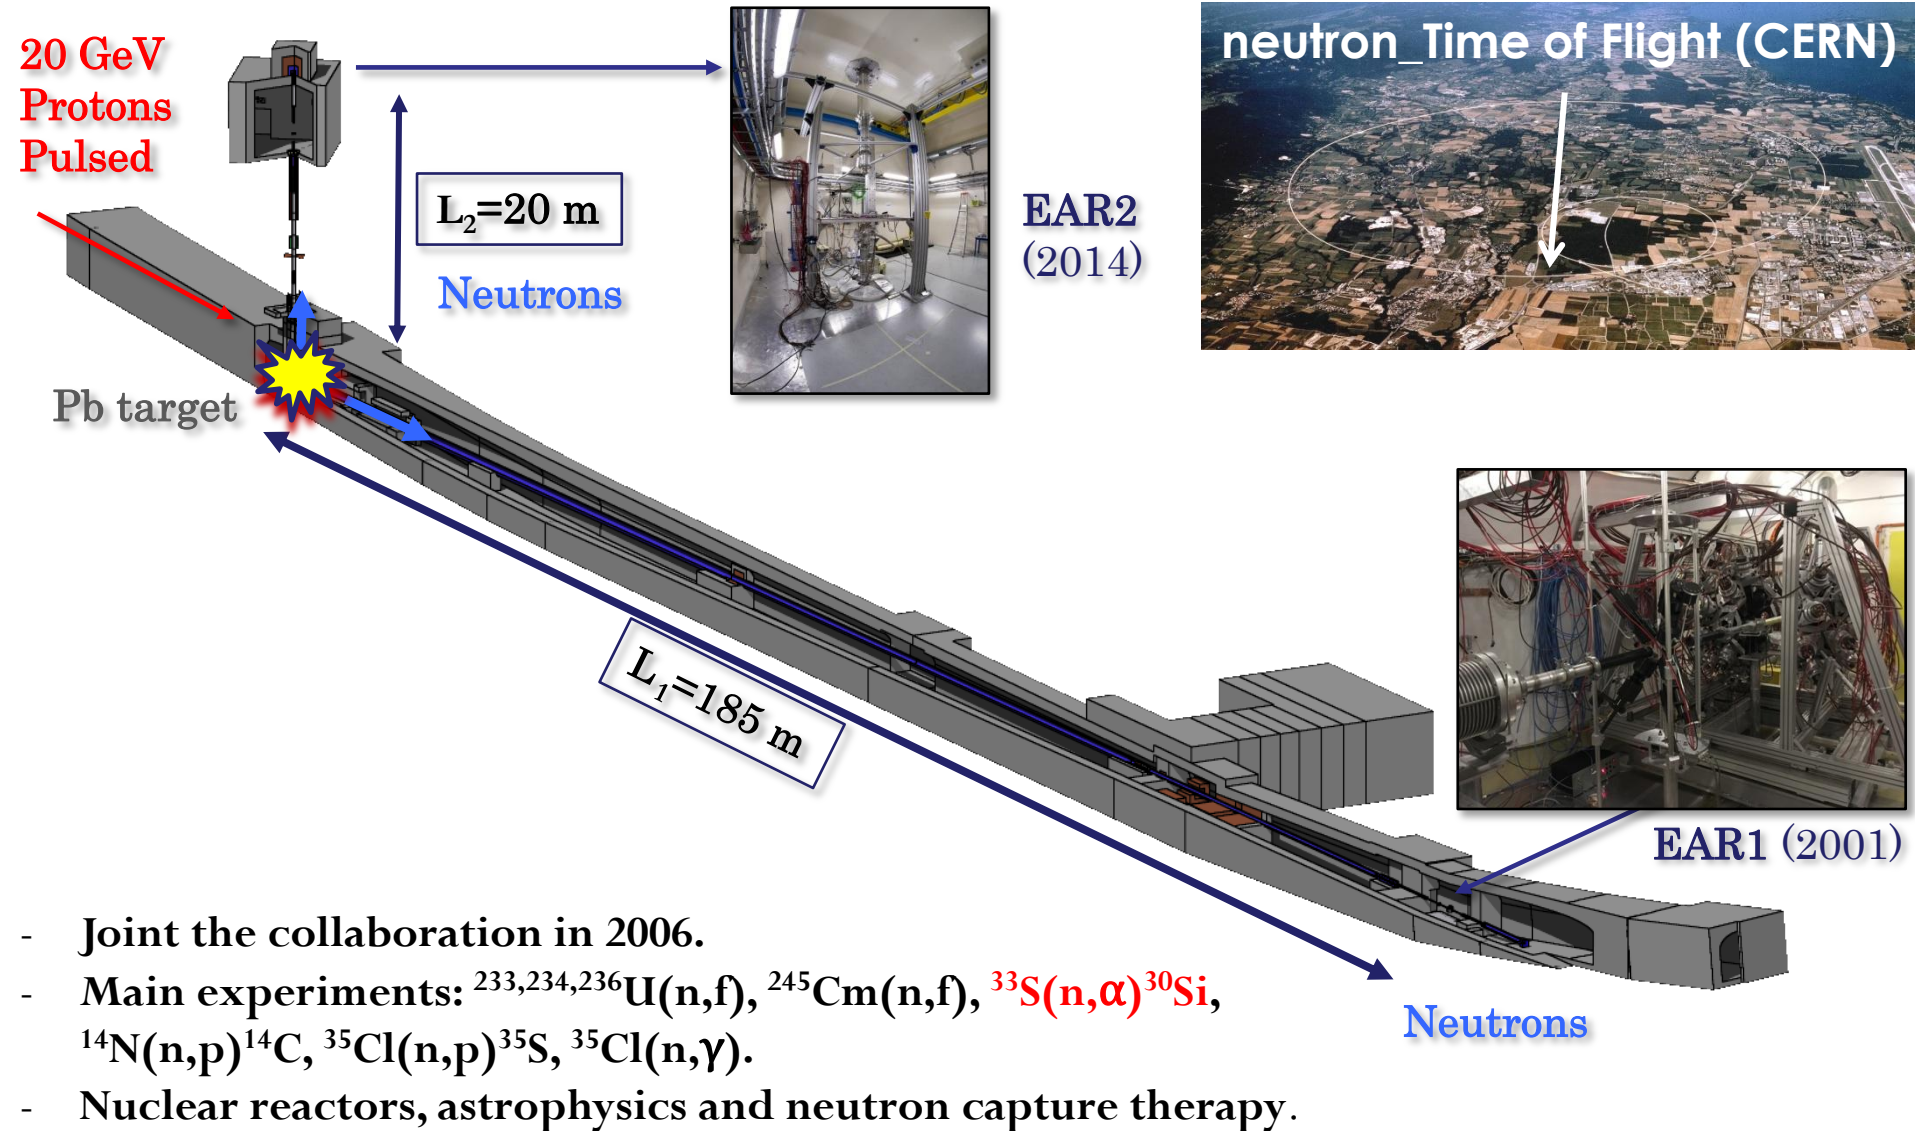 20 GeV
Protons
Pulsed
neutron_Time of Flight (CERN)
L₂=20 m
Neutrons
EAR2
(2014)
Pb target
L₁=185 m
EAR1 (2001)
Neutrons
- Joint the collaboration in 2006.
- Main experiments: ²³³,²³⁴,²³⁶U(n,f), ²⁴⁵Cm(n,f), ³³S(n,α)³⁰Si,
¹⁴N(n,p)¹⁴C, ³⁵Cl(n,p)³⁵S, ³⁵Cl(n,γ).
- Nuclear reactors, astrophysics and neutron capture therapy.